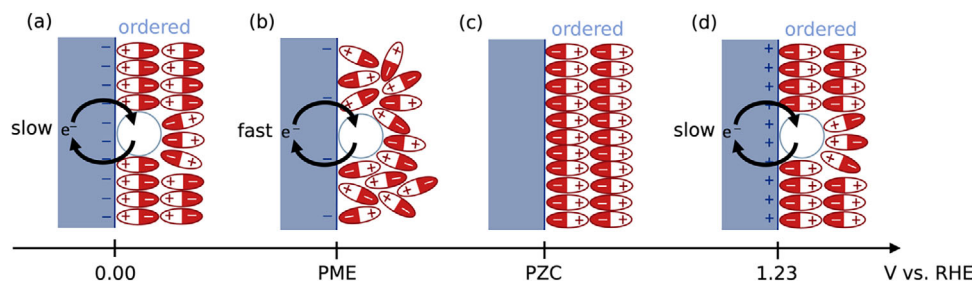 (a) (b) (c) (d)
ordered ordered ordered
slow e⁻ fast e⁻ slow e⁻
0.00 PME PZC 1.23 V vs. RHE